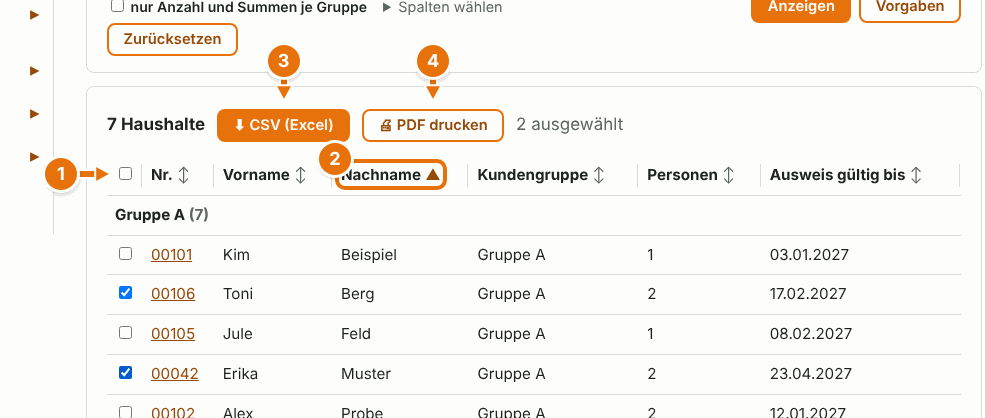 nur Anzahl und Summen je Gruppe ▶ Spalten wählen Anzeigen Vorgaben
Zurücksetzen
3 4
7 Haushalte ⬇ CSV (Excel) 🖨 PDF drucken 2 ausgewählt
2
1 Nr. ↕ Vorname ↕ Nachname ▲ Kundengruppe ↕ Personen ↕ Ausweis gültig bis ↕
Gruppe A (7)
00101 Kim Beispiel Gruppe A 1 03.01.2027
00106 Toni Berg Gruppe A 2 17.02.2027
00105 Jule Feld Gruppe A 1 08.02.2027
00042 Erika Muster Gruppe A 2 23.04.2027
00102 Alex Probe Gruppe A 2 12.01.2027